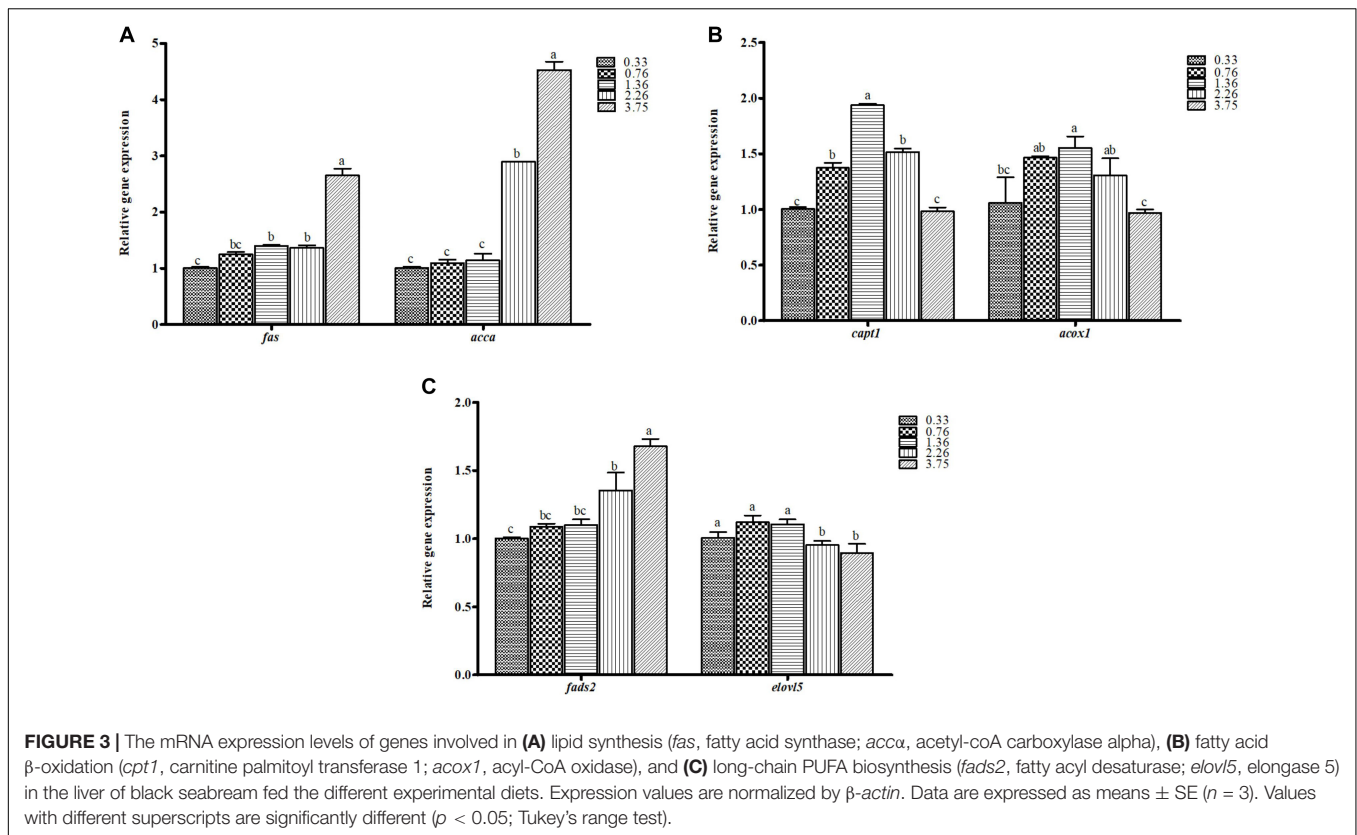 A
Relative gene expression
5
4
3
2
1
0
c
bc
b
b
a
c
c
c
b
a
fas
acca
0.33
0.76
1.36
2.26
3.75
B
Relative gene expression
2.5
2.0
1.5
1.0
0.5
0.0
c
b
a
b
c
bc
ab
a
ab
c
capt1
acox1
0.33
0.76
1.36
2.26
3.75
C
Relative gene expression
2.0
1.5
1.0
0.5
0.0
c
bc
bc
b
a
a
a
a
b
b
fads2
elovl5
0.33
0.76
1.36
2.26
3.75
FIGURE 3 | The mRNA expression levels of genes involved in (A) lipid synthesis (fas, fatty acid synthase; accα, acetyl-coA carboxylase alpha), (B) fatty acid
β-oxidation (cpt1, carnitine palmitoyl transferase 1; acox1, acyl-CoA oxidase), and (C) long-chain PUFA biosynthesis (fads2, fatty acyl desaturase; elovl5, elongase 5)
in the liver of black seabream fed the different experimental diets. Expression values are normalized by β-actin. Data are expressed as means ± SE (n = 3). Values
with different superscripts are significantly different (p < 0.05; Tukey's range test).